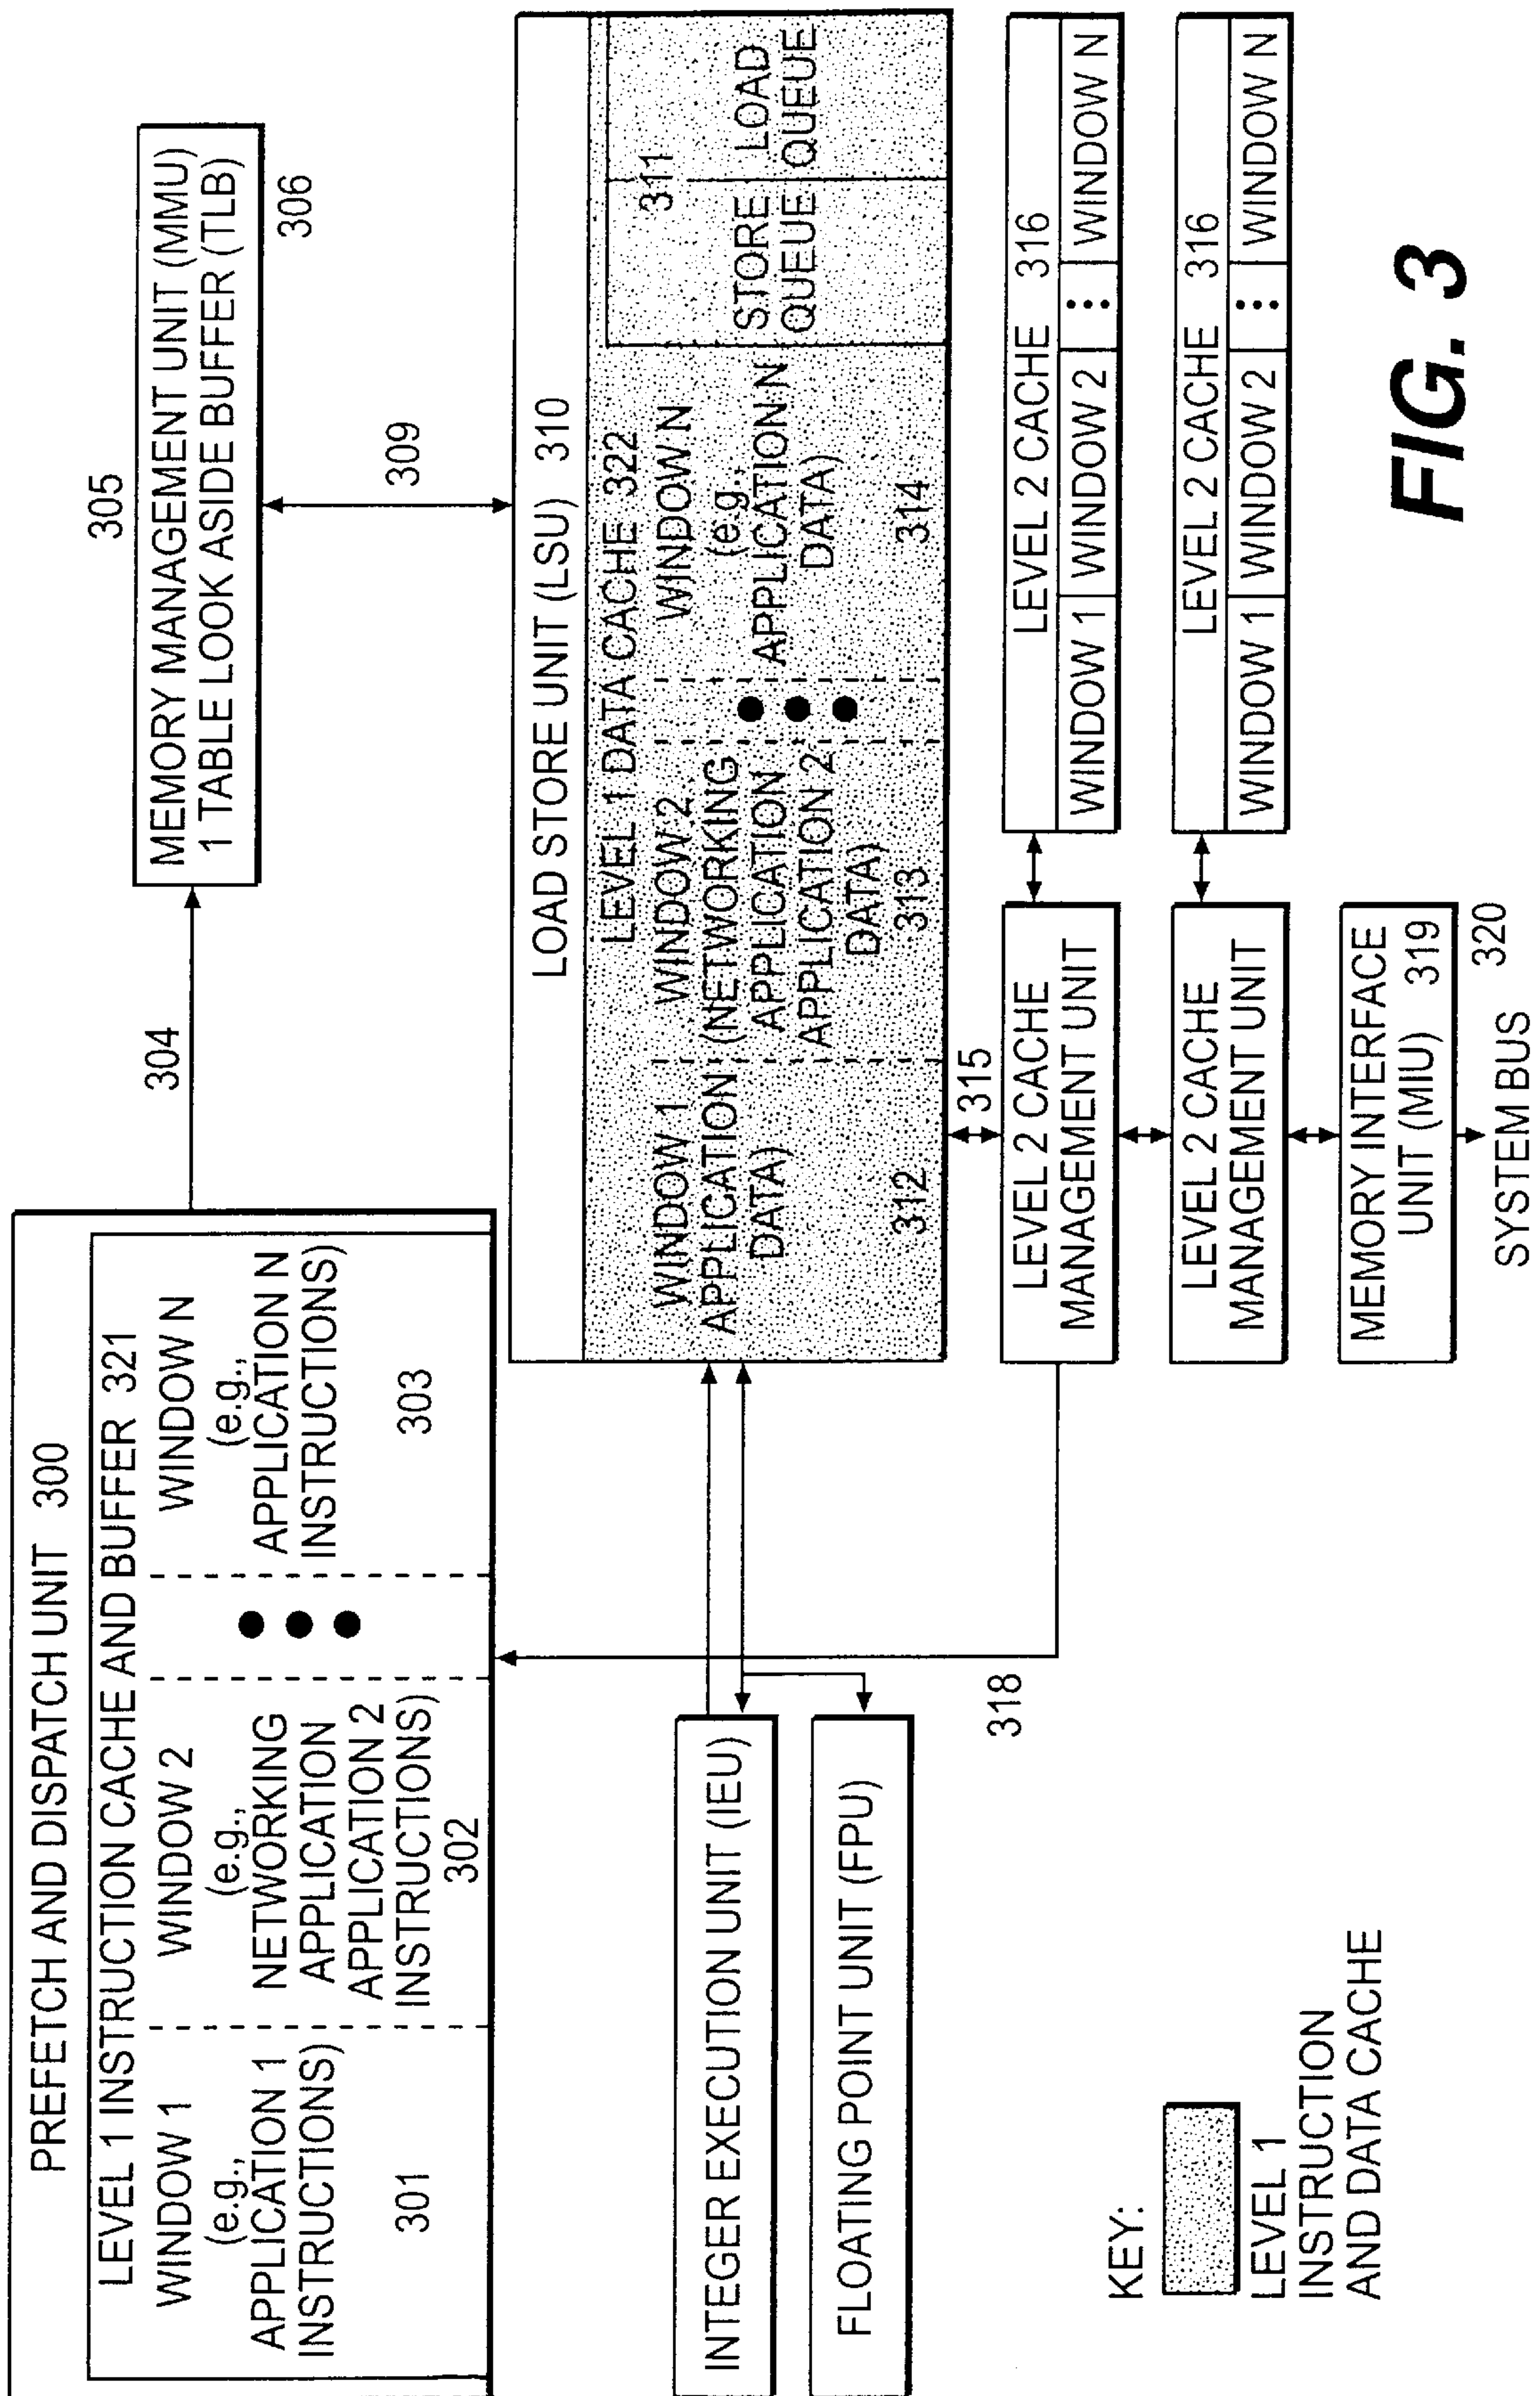 PREFETCH AND DISPATCH UNIT 300
LEVEL 1 INSTRUCTION CACHE AND BUFFER 321
WINDOW 1
(e.g.,
APPLICATION 1
INSTRUCTIONS)
301
WINDOW 2
(e.g.,
NETWORKING
APPLICATION
APPLICATION 2
INSTRUCTIONS)
302
WINDOW N
(e.g.,
APPLICATION N
INSTRUCTIONS)
303
304
305
MEMORY MANAGEMENT UNIT (MMU)
1 TABLE LOOK ASIDE BUFFER (TLB)
306
309
INTEGER EXECUTION UNIT (IEU)
FLOATING POINT UNIT (FPU)
318
LOAD STORE UNIT (LSU) 310
LEVEL 1 DATA CACHE 322
WINDOW 1
APPLICATION
DATA)
312
WINDOW 2
(NETWORKING
APPLICATION
APPLICATION 2
DATA)
313
WINDOW N
(e.g.,
APPLICATION N
DATA)
314
311
STORE
QUEUE
LOAD
QUEUE
315
LEVEL 2 CACHE
MANAGEMENT UNIT
LEVEL 2 CACHE 316
WINDOW 1 WINDOW 2 ... WINDOW N
LEVEL 2 CACHE
MANAGEMENT UNIT
LEVEL 2 CACHE 316
WINDOW 1 WINDOW 2 ... WINDOW N
MEMORY INTERFACE
UNIT (MIU) 319
320
SYSTEM BUS
KEY:
LEVEL 1
INSTRUCTION
AND DATA CACHE
FIG. 3